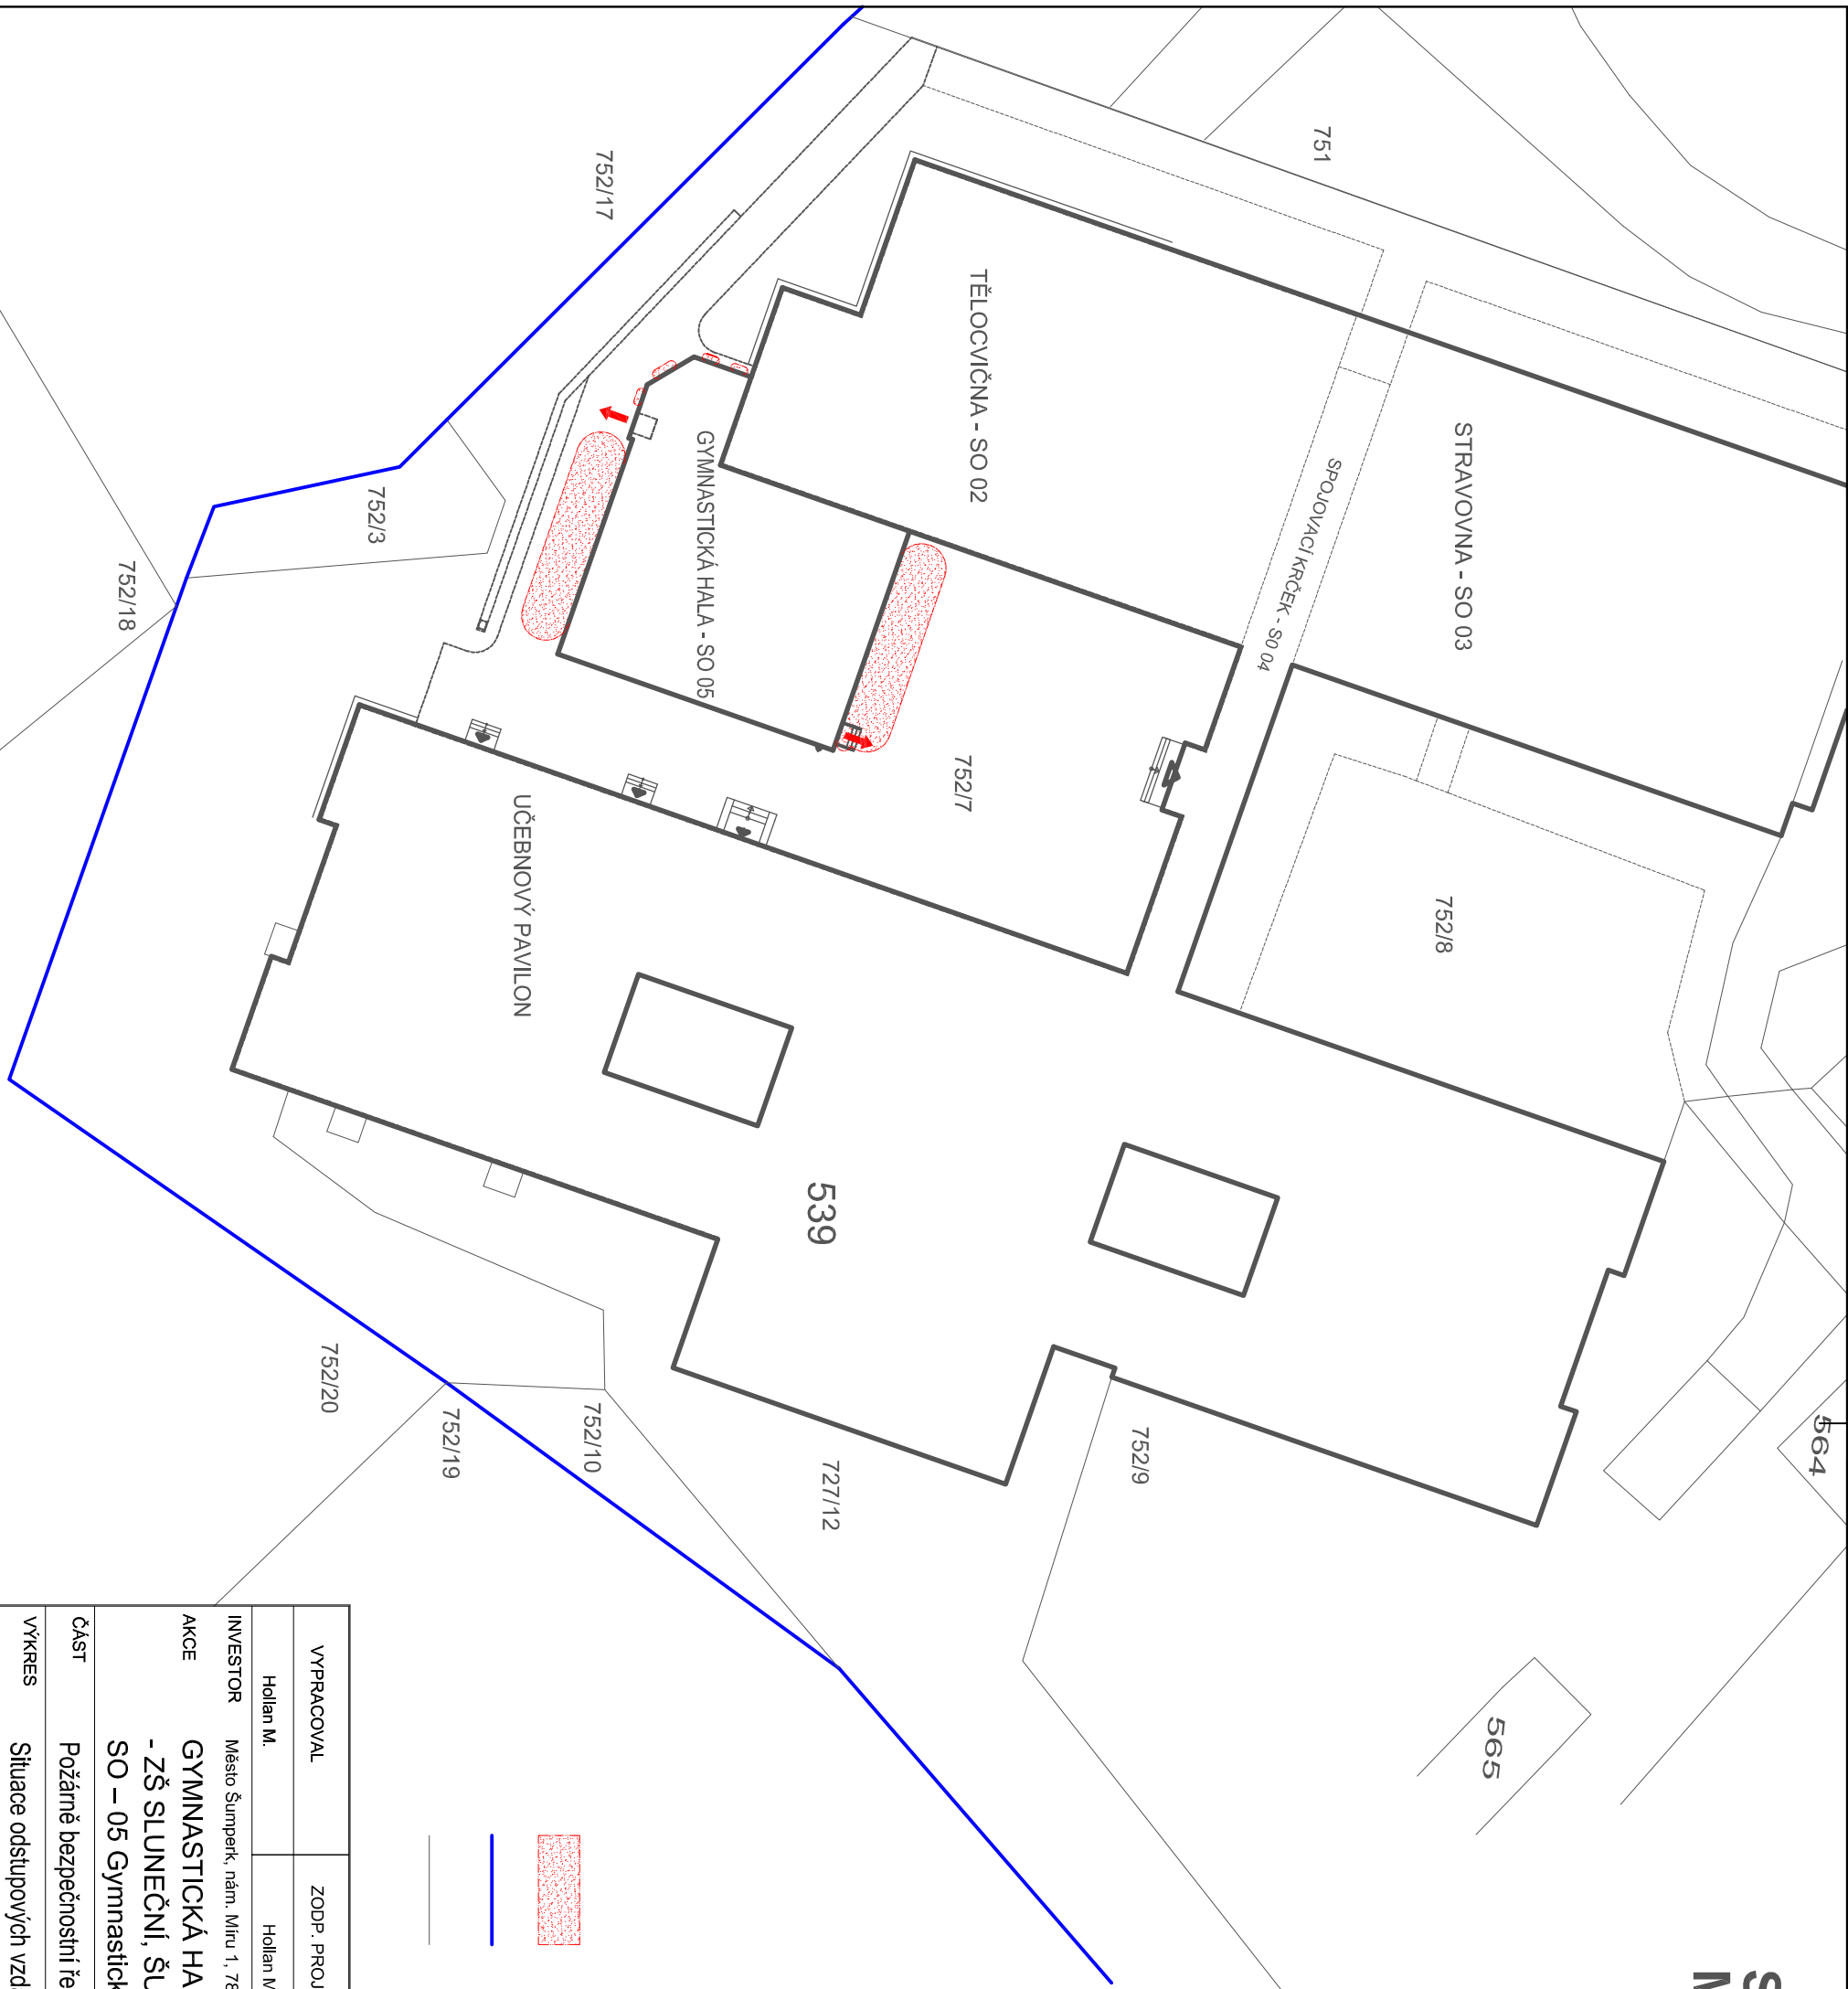 751
752/17
TĚLOCVIČNA - SO 02
STRAVOVNA - SO 03
SPOJOVACÍ KRČEK - SO 04
GYMNASTICKÁ HALA - SO 05
752/3
752/18
752/7
752/8
UČEBNOVÝ PAVILON
539
752/20
752/19
752/10
727/12
752/9
564
565
VYPRACOVAL
ZODP. PROJ
Hollan M.
Hollan M
INVESTOR Město Šumperk, nám. Míru 1, 78
AKCE GYMNASTICKÁ HA
- ZŠ SLUNEČNÍ, ŠU
SO – 05 Gymnastick
ČÁST Požárně bezpečnostní ře
VÝKRES Situace odstupových vzd